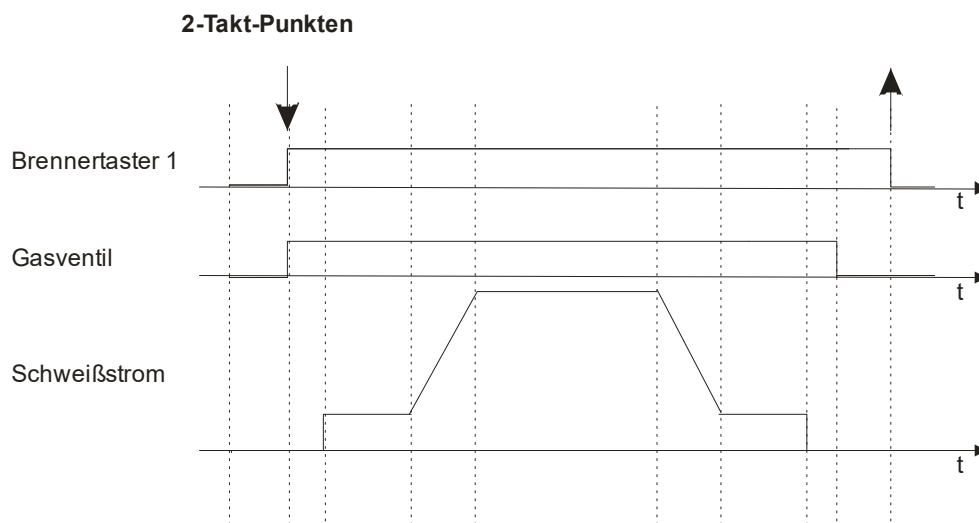 2-Takt-Punkten
Brennertaster 1
t
Gasventil
t
Schweißstrom
t